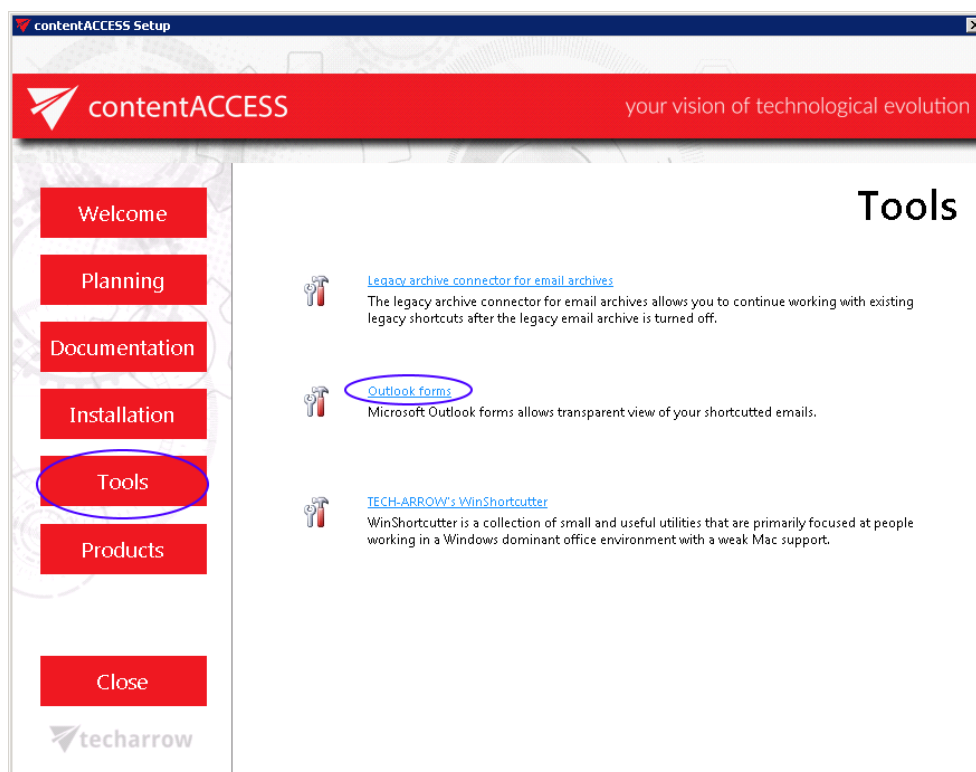 contentACCESS Setup
contentACCESS
your vision of technological evolution
Welcome
Planning
Documentation
Installation
Tools
Products
Close
techarrow
Tools
Legacy archive connector for email archives
The legacy archive connector for email archives allows you to continue working with existing
legacy shortcuts after the legacy email archive is turned off.
Outlook forms
Microsoft Outlook forms allows transparent view of your shortcutted emails.
TECH-ARROW's WinShortcutter
WinShortcutter is a collection of small and useful utilities that are primarily focused at people
working in a Windows dominant office environment with a weak Mac support.